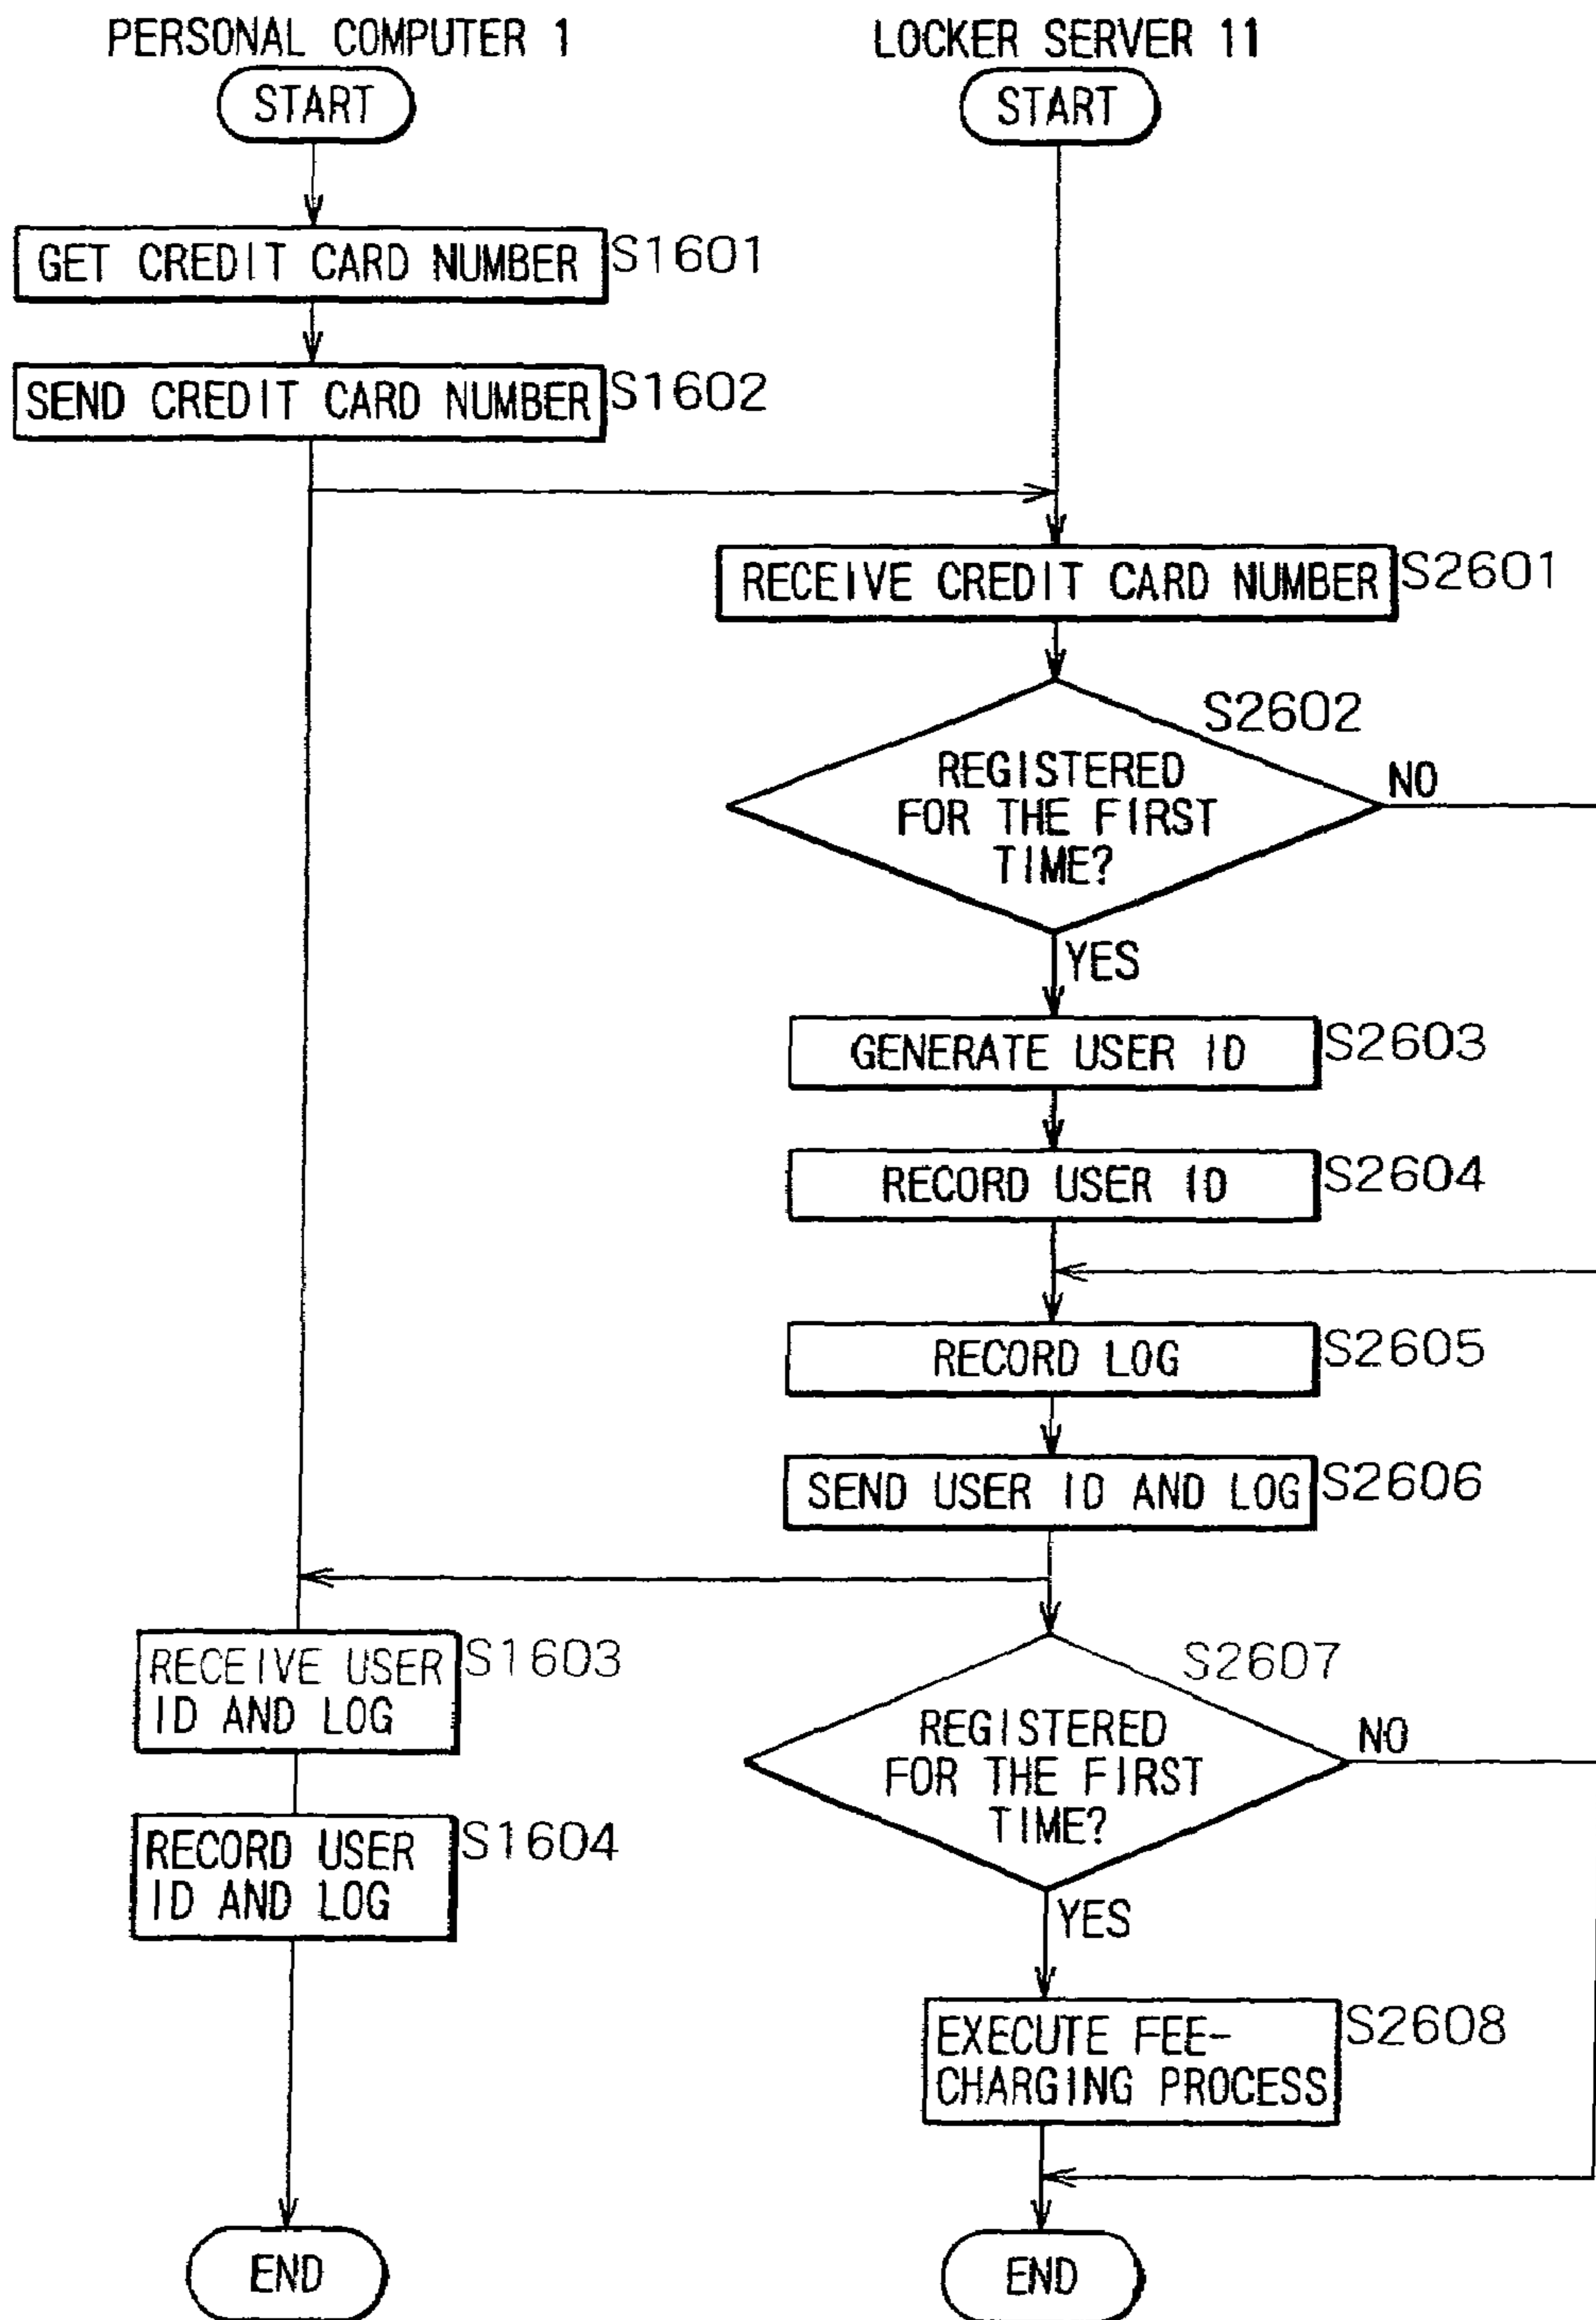 PERSONAL COMPUTER 1
LOCKER SERVER 11
START
START
GET CREDIT CARD NUMBER
S1601
SEND CREDIT CARD NUMBER
S1602
RECEIVE CREDIT CARD NUMBER
S2601
S2602
REGISTERED
FOR THE FIRST
TIME?
NO
YES
GENERATE USER ID
S2603
RECORD USER ID
S2604
RECORD LOG
S2605
SEND USER ID AND LOG
S2606
RECEIVE USER
ID AND LOG
S1603
S2607
REGISTERED
FOR THE FIRST
TIME?
NO
RECORD USER
ID AND LOG
S1604
YES
EXECUTE FEE-
CHARGING PROCESS
S2608
END
END